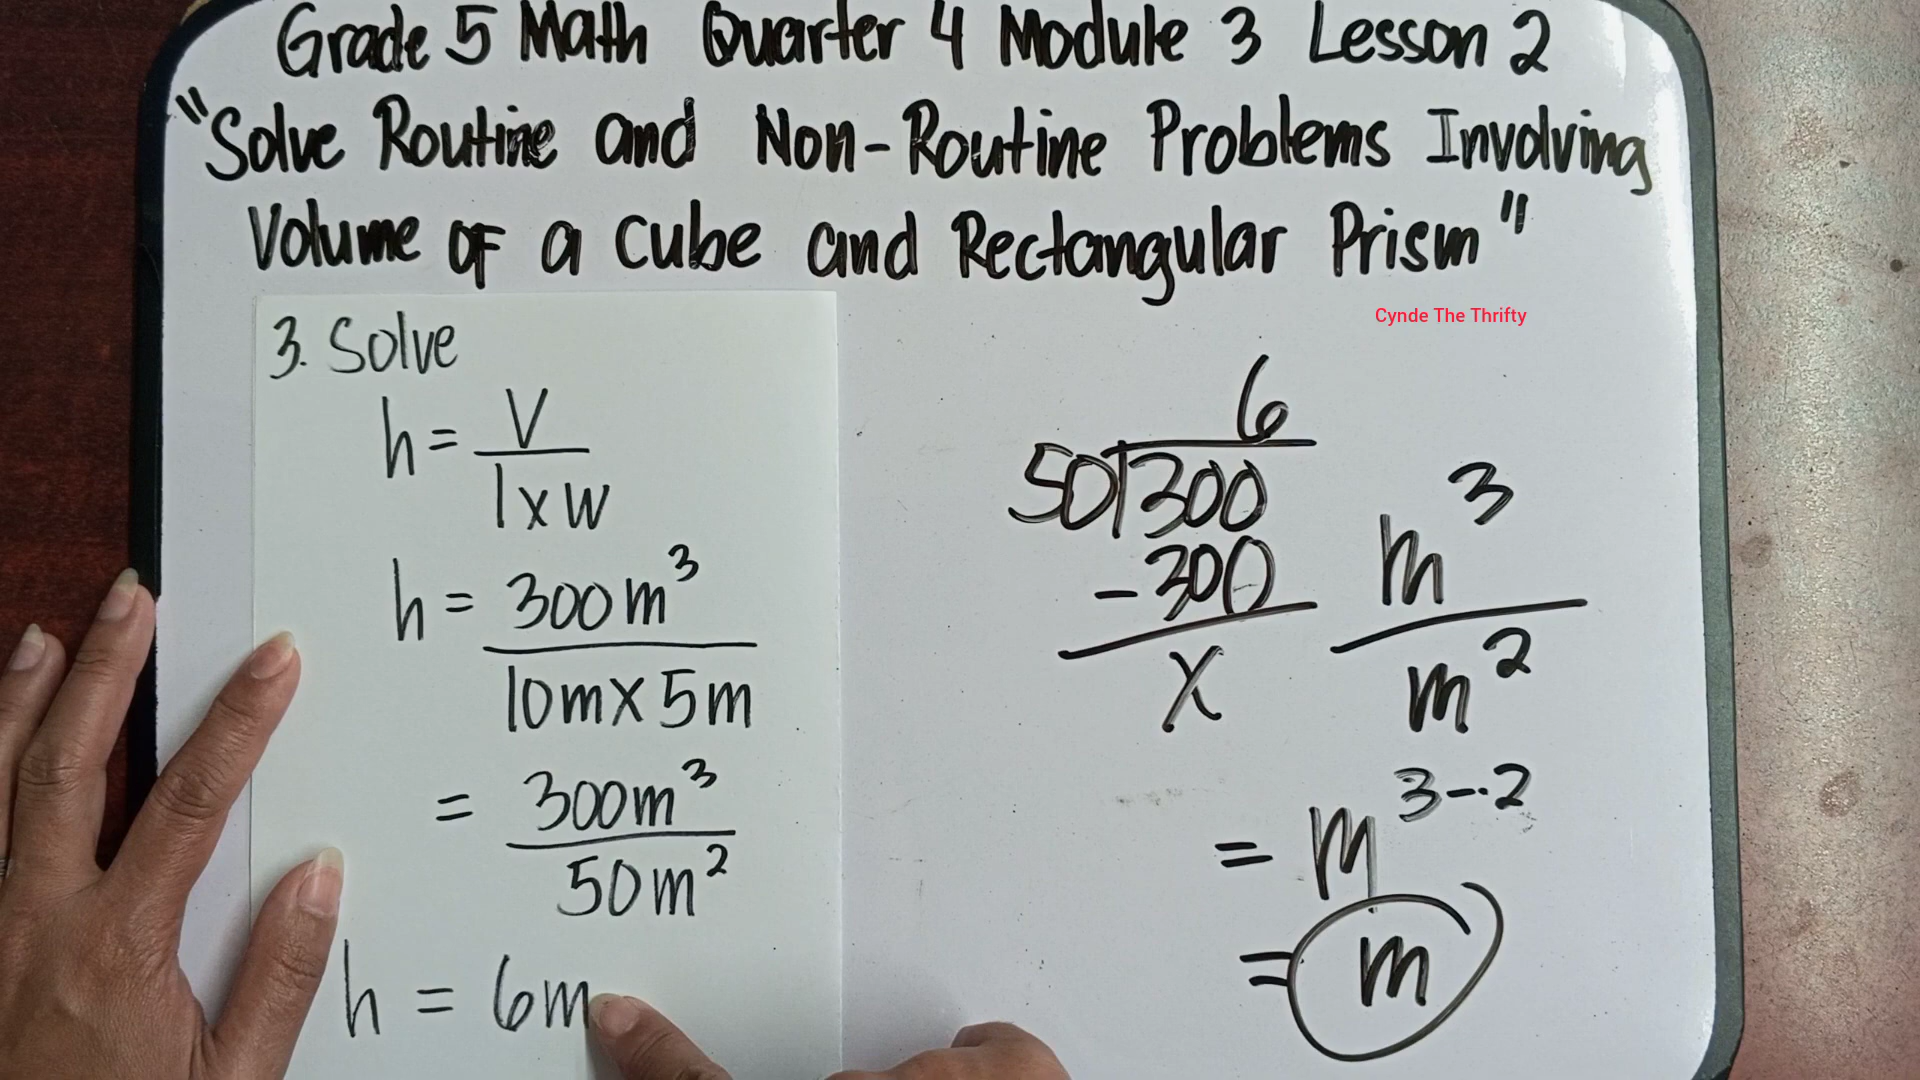 Grade 5 Math Quarter 4 Module 3 Lesson 2
"Solve Routine and Non-Routine Problems Involving
Volume of a Cube and Rectangular Prism"
Cynde The Thrifty
3. Solve
h = V
l x w
h = 300m³
10m x 5m
= 300m³
50m²
h = 6m
6
50)300
-300
x
m³
m²
= m³⁻²
= m